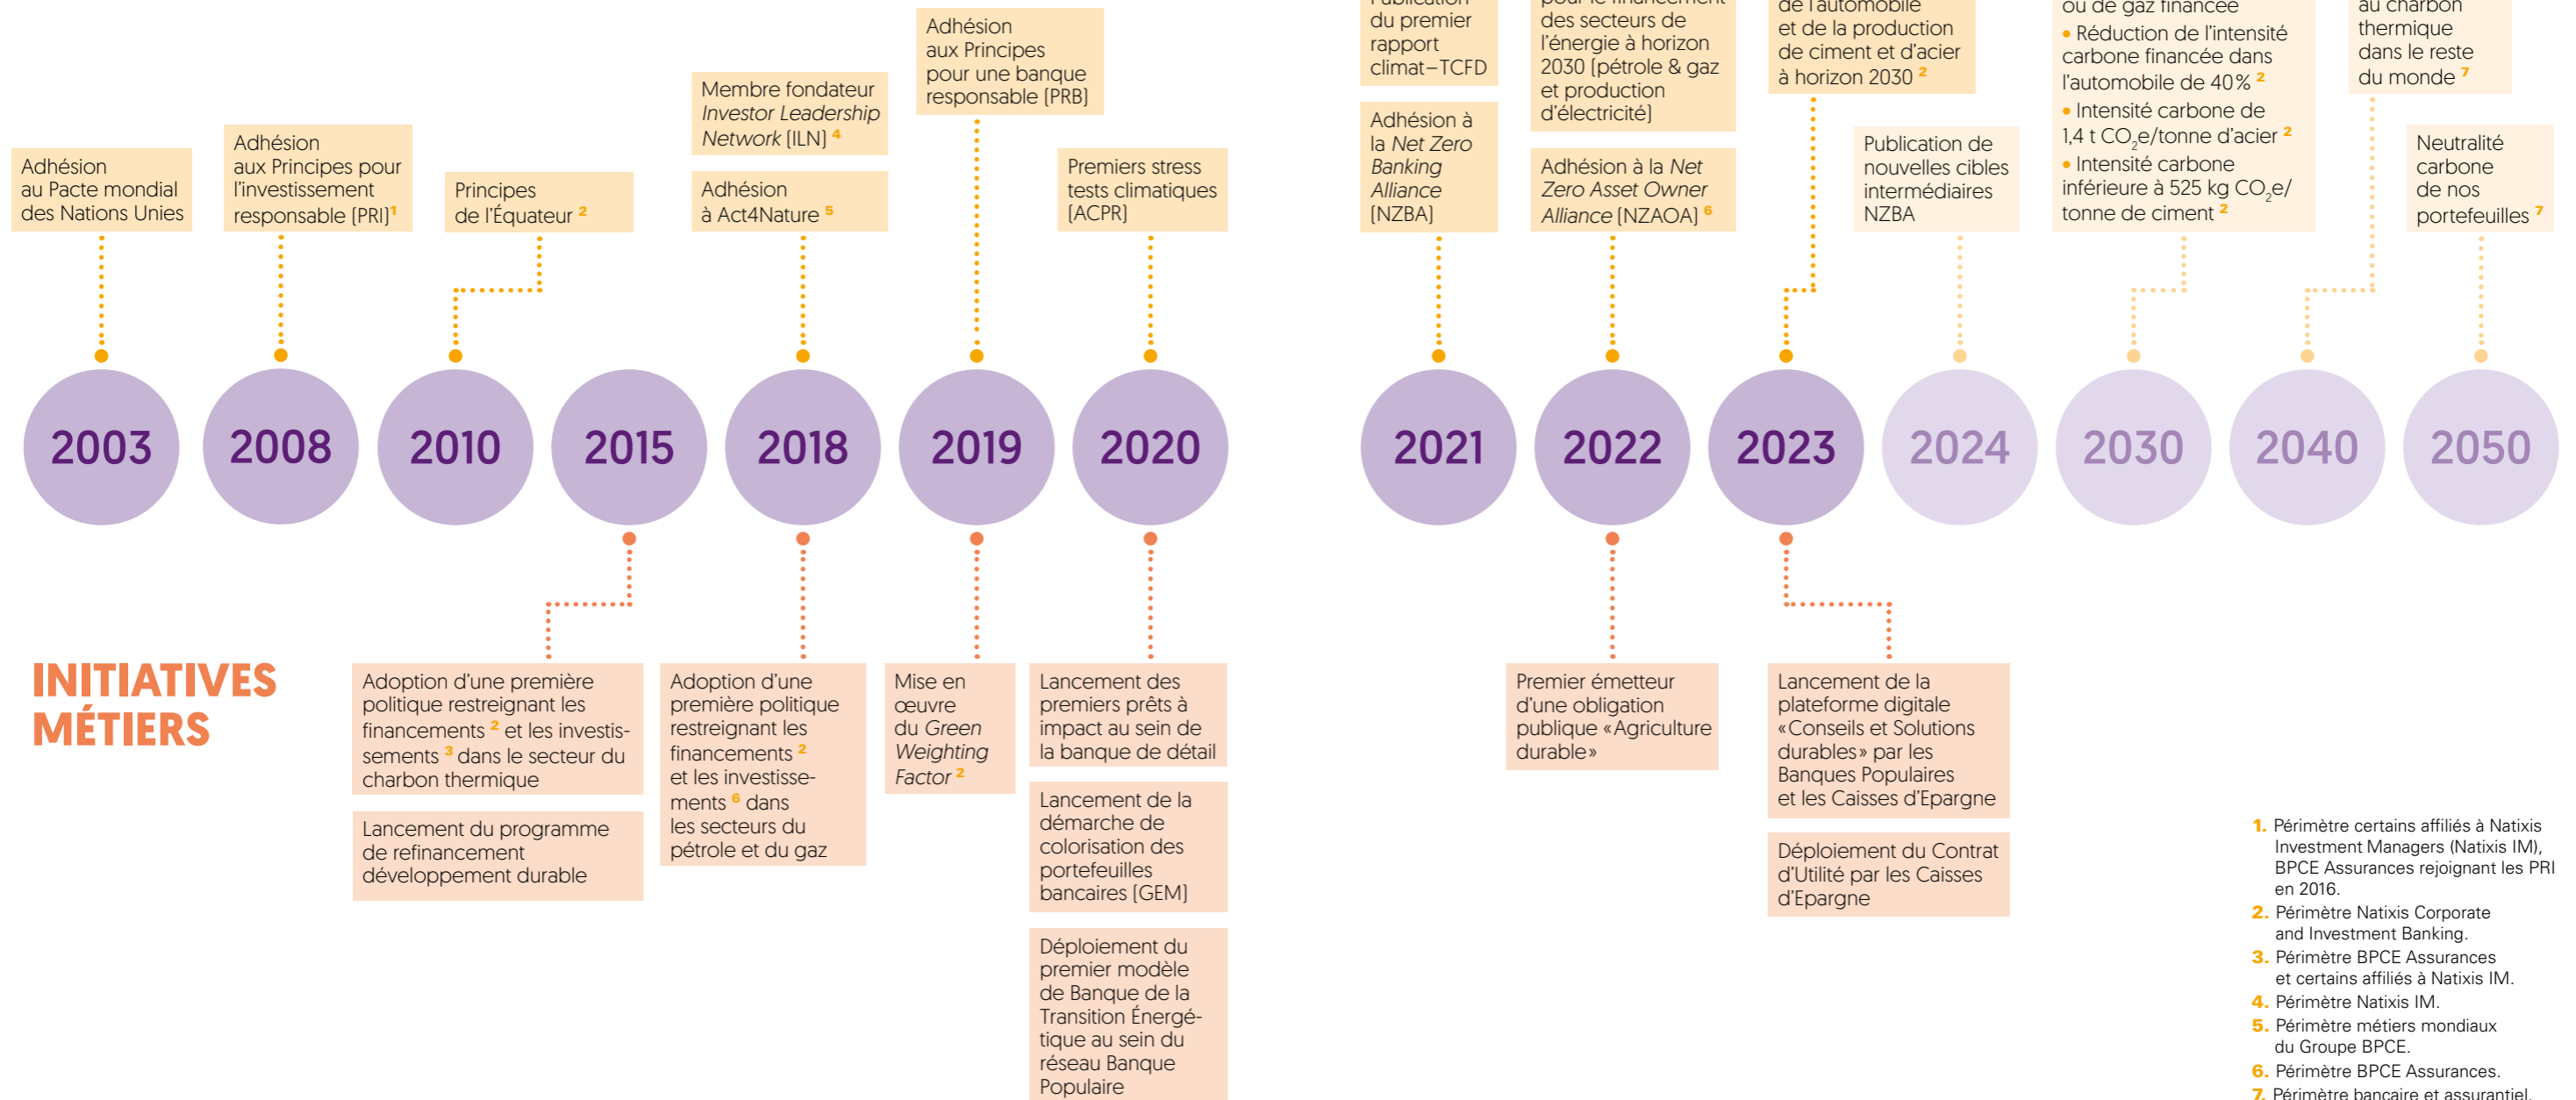 Adhésion
au Pacte mondial
des Nations Unies
Adhésion
aux Principes pour
l'investissement
responsable (PRI)1
Principes
de l'Équateur 2
Membre fondateur
Investor Leadership
Network (ILN) 4
Adhésion
à Act4Nature 5
Adhésion
aux Principes
pour une banque
responsable (PRB)
Premiers stress
tests climatiques
(ACPR)
Publication
du premier
rapport
climat–TCFD
Adhésion à
la Net Zero
Banking
Alliance
(NZBA)
pour le financement
des secteurs de
l'énergie à horizon
2030 (pétrole & gaz
et production
d'électricité)
Adhésion à la Net
Zero Asset Owner
Alliance (NZAOA) 6
de l'automobile
et de la production
de ciment et d'acier
à horizon 2030 2
Publication de
nouvelles cibles
intermédiaires
NZBA
ou de gaz financée
• Réduction de l'intensité
carbone financée dans
l'automobile de 40% 2
• Intensité carbone de
1,4 t CO2e/tonne d'acier 2
• Intensité carbone
inférieure à 525 kg CO2e/
tonne de ciment 2
au charbon
thermique
dans le reste
du monde 7
Neutralité
carbone
de nos
portefeuilles 7
2003
2008
2010
2015
2018
2019
2020
2021
2022
2023
2024
2030
2040
2050
INITIATIVES
MÉTIERS
Adoption d'une première
politique restreignant les
financements 2 et les investis-
sements 3 dans le secteur du
charbon thermique
Lancement du programme
de refinancement
développement durable
Adoption d'une
première politique
restreignant les
financements 2
et les investisse-
ments 6 dans
les secteurs du
pétrole et du gaz
Mise en
œuvre
du Green
Weighting
Factor 2
Lancement des
premiers prêts à
impact au sein de
la banque de détail
Lancement de la
démarche de
colorisation des
portefeuilles
bancaires (GEM)
Déploiement du
premier modèle
de Banque de la
Transition Énergé-
tique au sein du
réseau Banque
Populaire
Premier émetteur
d'une obligation
publique «Agriculture
durable»
Lancement de la
plateforme digitale
«Conseils et Solutions
durables» par les
Banques Populaires
et les Caisses d'Epargne
Déploiement du Contrat
d'Utilité par les Caisses
d'Epargne
1. Périmètre certains affiliés à Natixis
Investment Managers (Natixis IM),
BPCE Assurances rejoignant les PRI
en 2016.
2. Périmètre Natixis Corporate
and Investment Banking.
3. Périmètre BPCE Assurances
et certains affiliés à Natixis IM.
4. Périmètre Natixis IM.
5. Périmètre métiers mondiaux
du Groupe BPCE.
6. Périmètre BPCE Assurances.
7. Périmètre bancaire et assurantiel.